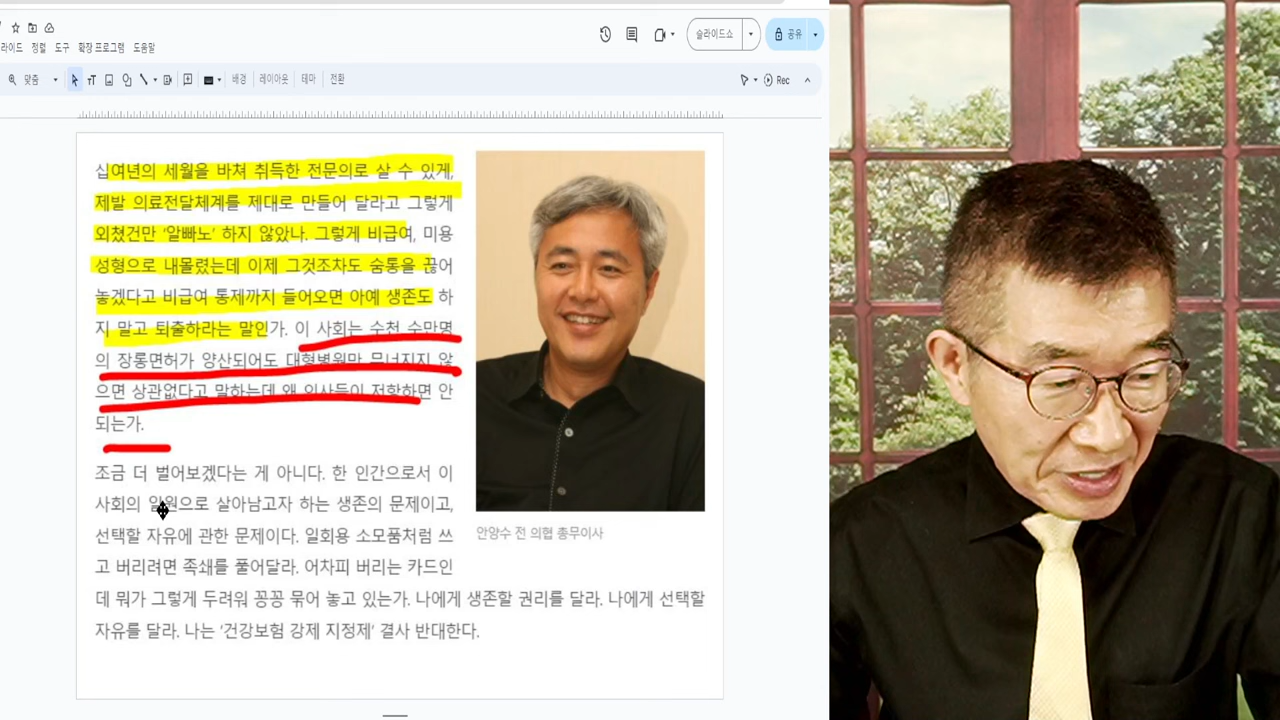 라이드 정렬 도구 확장 프로그램 도움말
슬라이드쇼
공유
맞춤
배경 레이아웃 테마 전환
Rec
십여년의 세월을 바쳐 취득한 전문의로 살 수 있게,
제발 의료전달체계를 제대로 만들어 달라고 그렇게
외쳤건만 ‘알빠노’ 하지 않았나. 그렇게 비급여, 미용
성형으로 내몰렸는데 이제 그것조차도 숨통을 끊어
놓겠다고 비급여 통제까지 들어오면 아예 생존도 하
지 말고 퇴출하라는 말인가. 이 사회는 수천 수만명
의 장롱면허가 양산되어도 대형병원만 무너지지 않
으면 상관없다고 말하는데 왜 의사들이 저항하면 안
되는가.
조금 더 벌어보겠다는 게 아니다. 한 인간으로서 이
사회의 일원으로 살아남고자 하는 생존의 문제이고,
선택할 자유에 관한 문제이다. 일회용 소모품처럼 쓰
고 버리려면 족쇄를 풀어달라. 어차피 버리는 카드인
데 뭐가 그렇게 두려워 꽁꽁 묶어 놓고 있는가. 나에게 생존할 권리를 달라. 나에게 선택할
자유를 달라. 나는 ‘건강보험 강제 지정제’ 결사 반대한다.
안양수 전 의협 총무이사